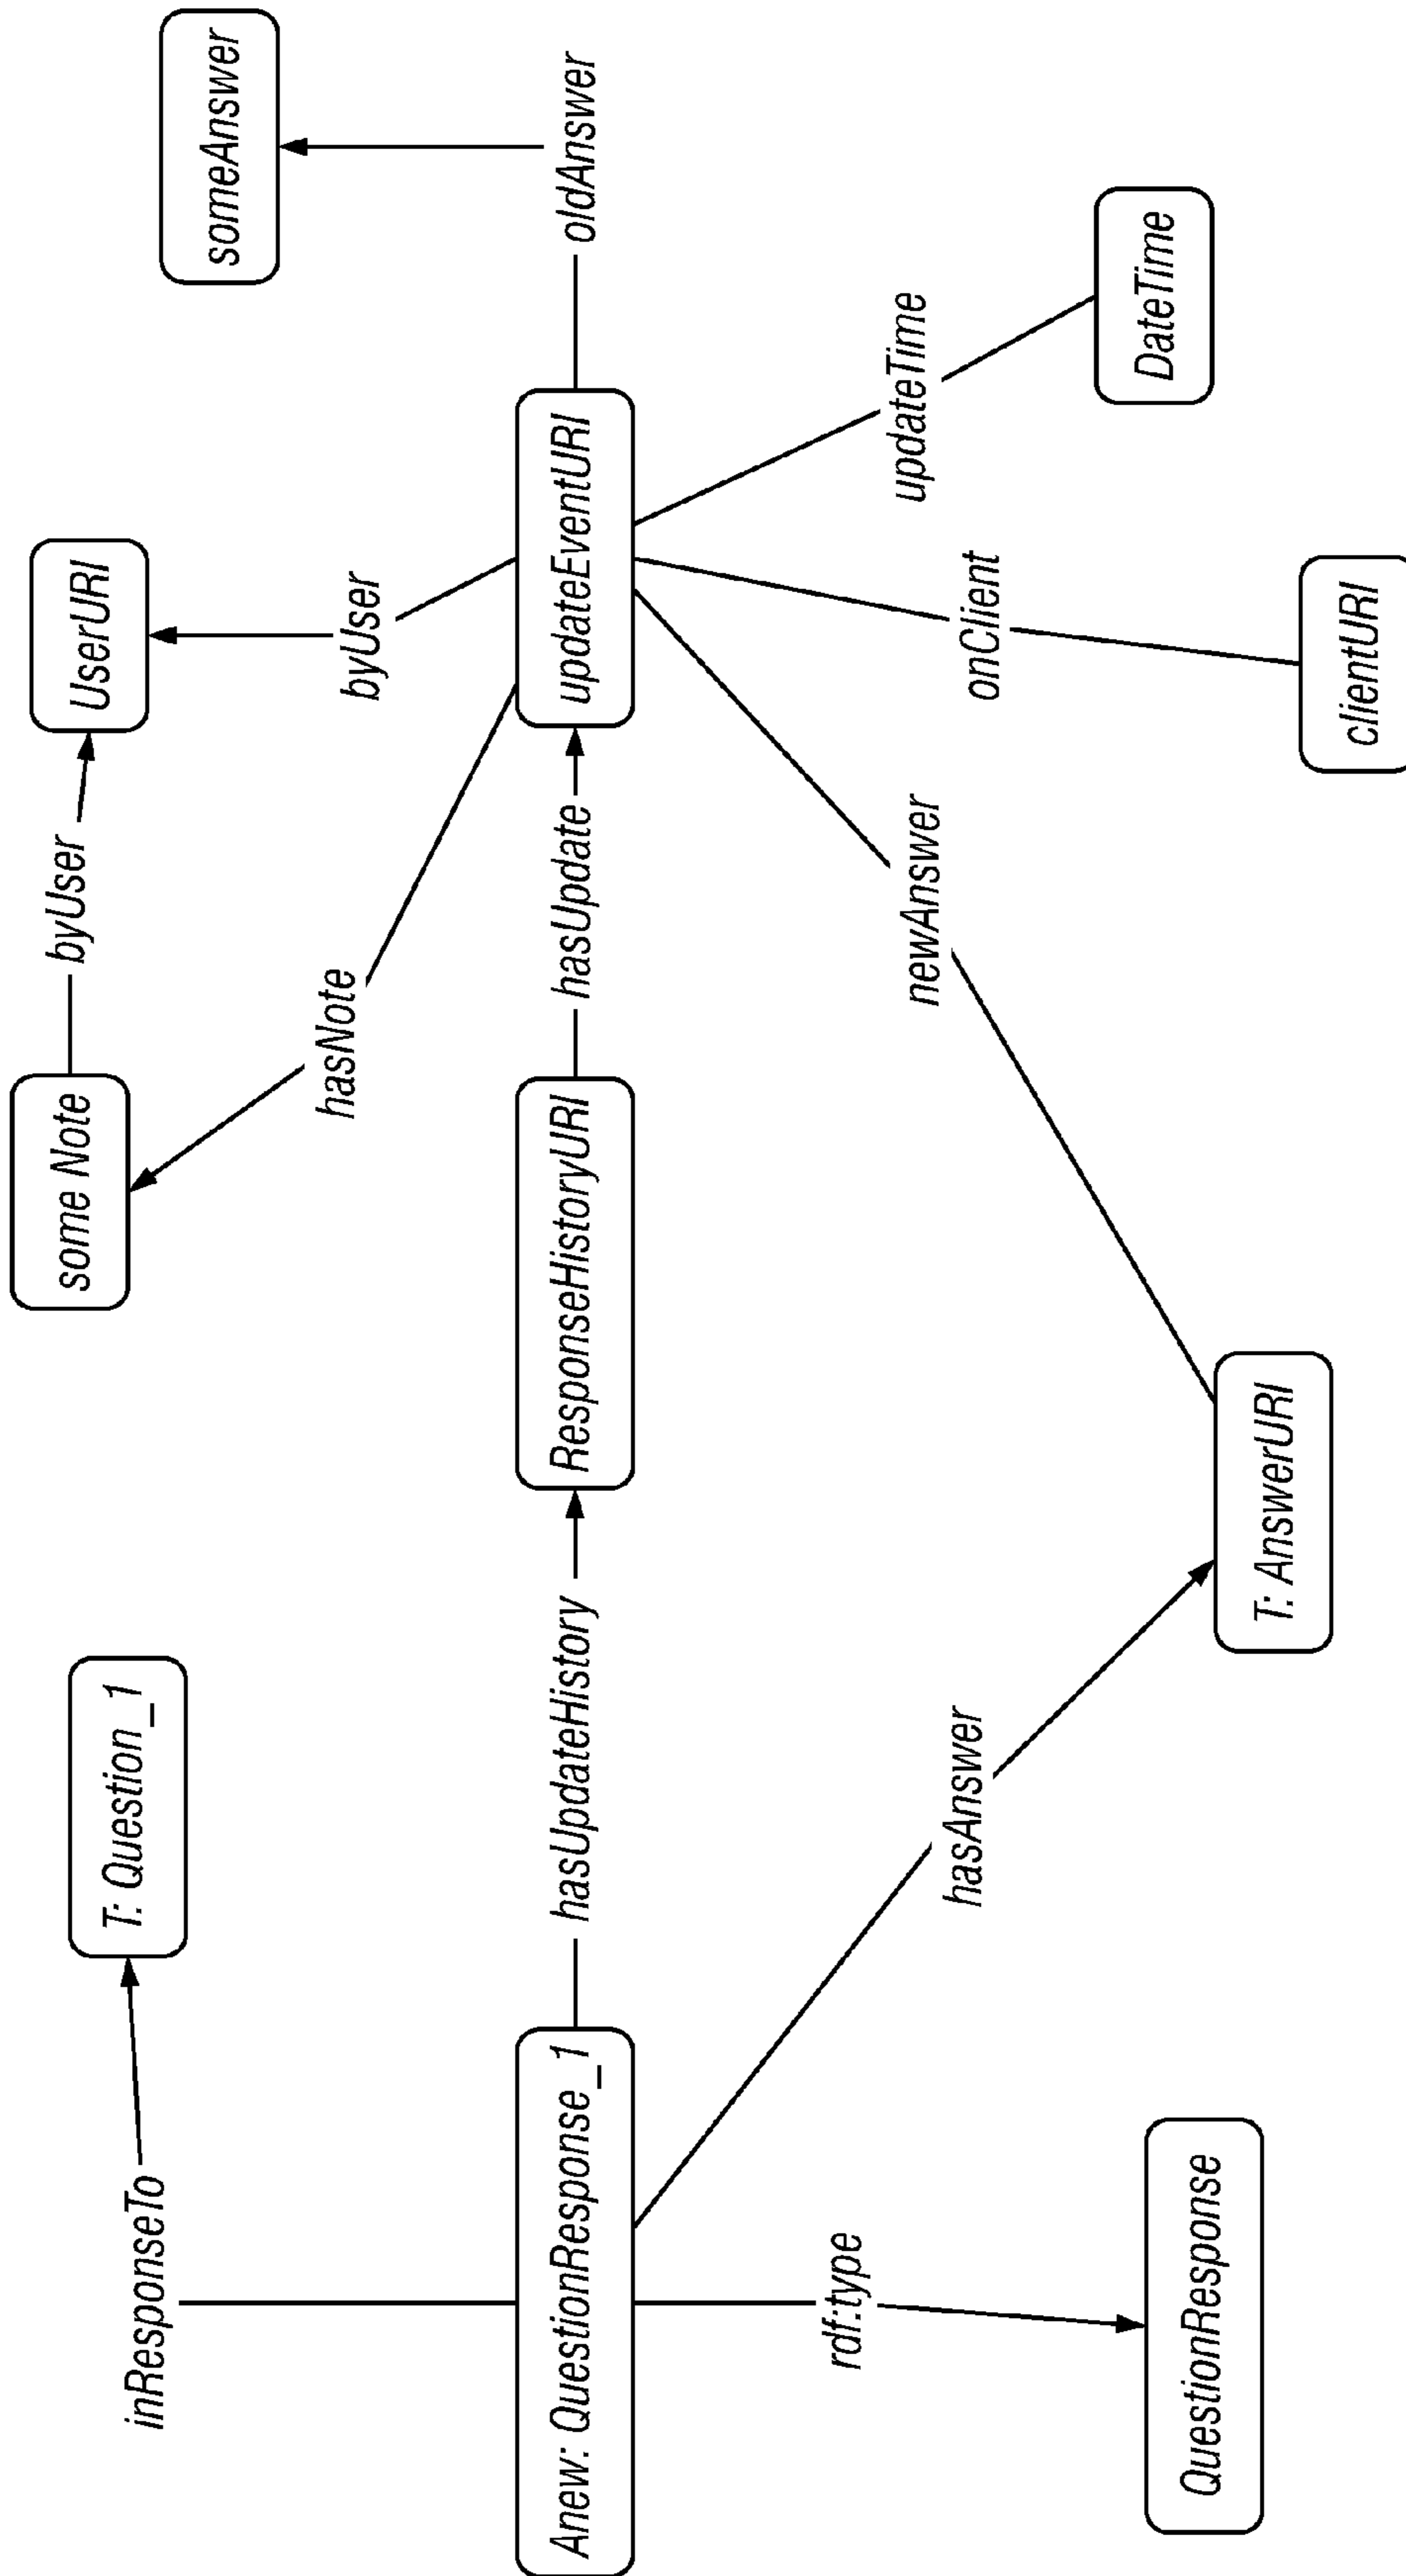 some Note
byUser
UserURI
T: Question_1
inResponseTo
someAnswer
hasNote
byUser
Anew: QuestionResponse_1
hasUpdateHistory
ResponseHistoryURI
hasUpdate
updateEventURI
oldAnswer
rdf:type
newAnswer
updateTime
hasAnswer
onClient
DateTime
QuestionResponse
T: AnswerURI
clientURI